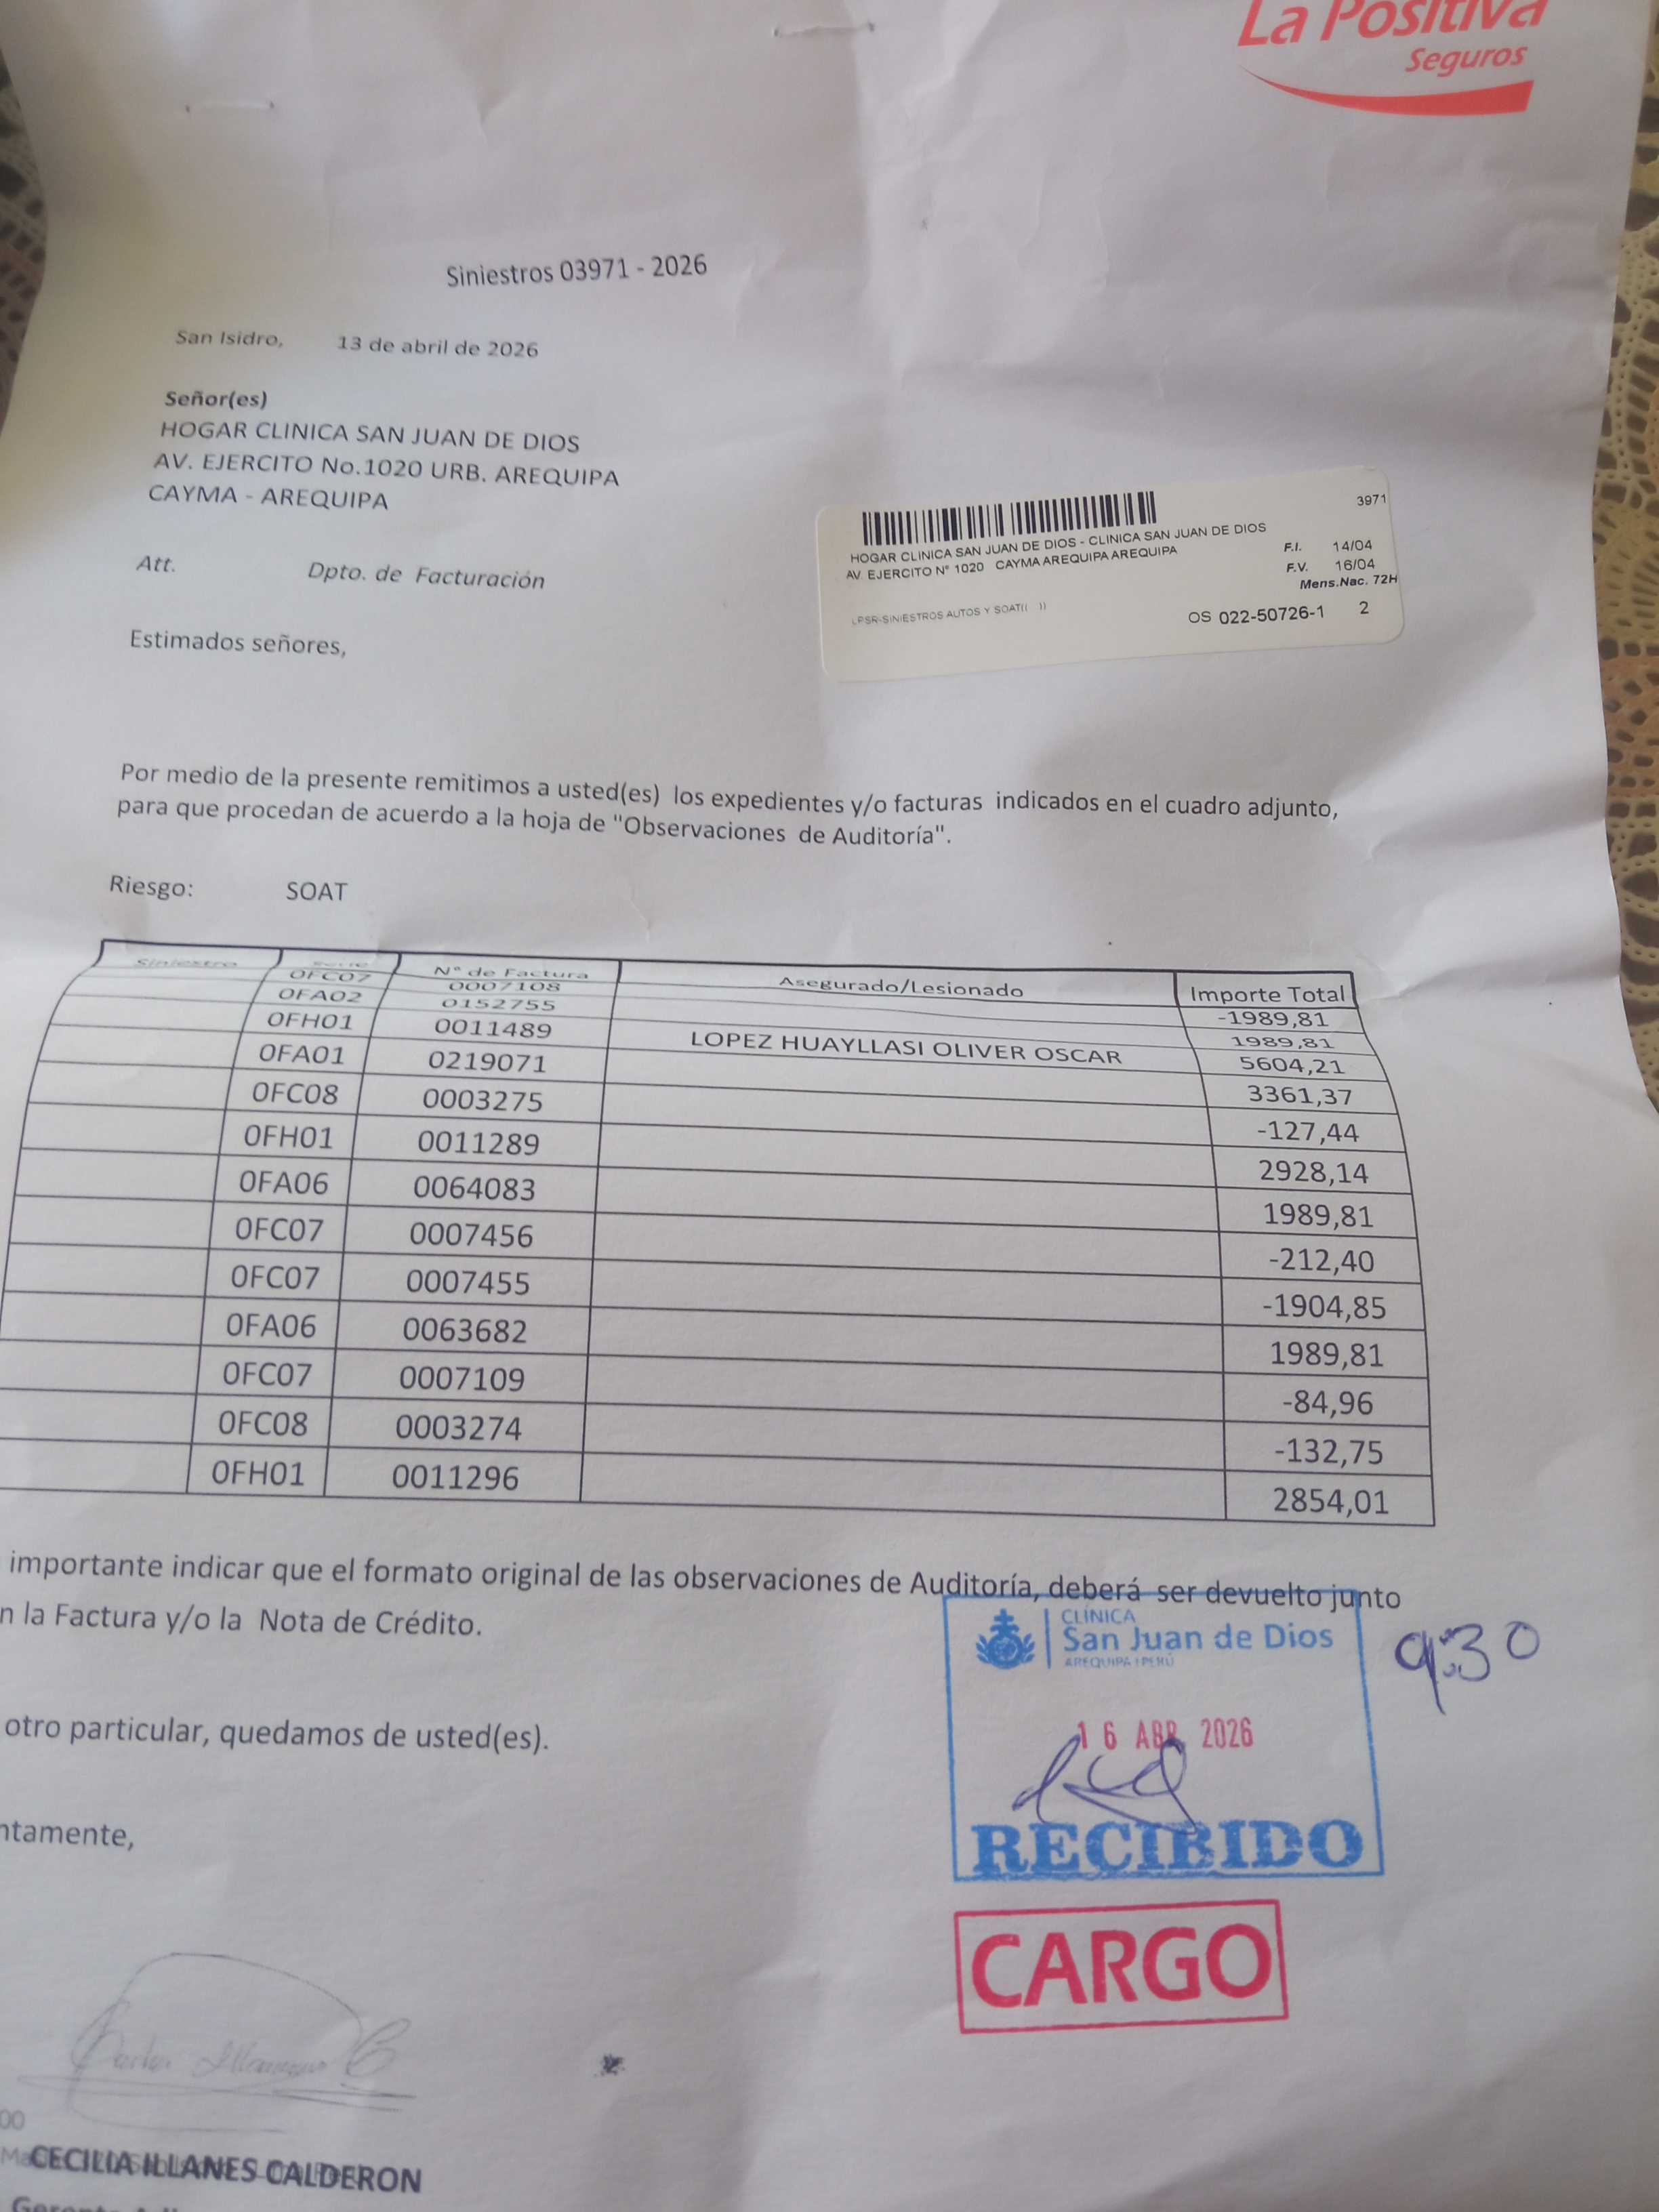 La Positiva
Seguros
Siniestros 03971 - 2026
San Isidro, 13 de abril de 2026
Señor(es)
HOGAR CLINICA SAN JUAN DE DIOS
AV. EJERCITO No.1020 URB. AREQUIPA
CAYMA - AREQUIPA
3971
HOGAR CLINICA SAN JUAN DE DIOS - CLINICA SAN JUAN DE DIOS
AV. EJERCITO N° 1020 CAYMA AREQUIPA AREQUIPA
F.I. 14/04
F.V. 16/04
Mens.Nac. 72H
LPSR-SINIESTROS AUTOS Y SOAT(( ))
OS 022-50726-1 2
Att. Dpto. de Facturación
Estimados señores,
Por medio de la presente remitimos a usted(es) los expedientes y/o facturas indicados en el cuadro adjunto,
para que procedan de acuerdo a la hoja de "Observaciones de Auditoría".
Riesgo: SOAT
Siniestro Serie N° de Factura Asegurado/Lesionado Importe Total
0FC07 0007108 -1989,81
0FA02 0152755 1989,81
0FH01 0011489 LOPEZ HUAYLLASI OLIVER OSCAR 5604,21
0FA01 0219071 3361,37
0FC08 0003275 -127,44
0FH01 0011289 2928,14
0FA06 0064083 1989,81
0FC07 0007456 -212,40
0FC07 0007455 -1904,85
0FA06 0063682 1989,81
0FC07 0007109 -84,96
0FC08 0003274 -132,75
0FH01 0011296 2854,01
importante indicar que el formato original de las observaciones de Auditoría, deberá ser devuelto junto
n la Factura y/o la Nota de Crédito.
CLÍNICA
San Juan de Dios
AREQUIPA | PERÚ
9:30
16 ABR 2026
RECIBIDO
otro particular, quedamos de usted(es).
ntamente,
CARGO
00
CECILIA ILLANES CALDERON